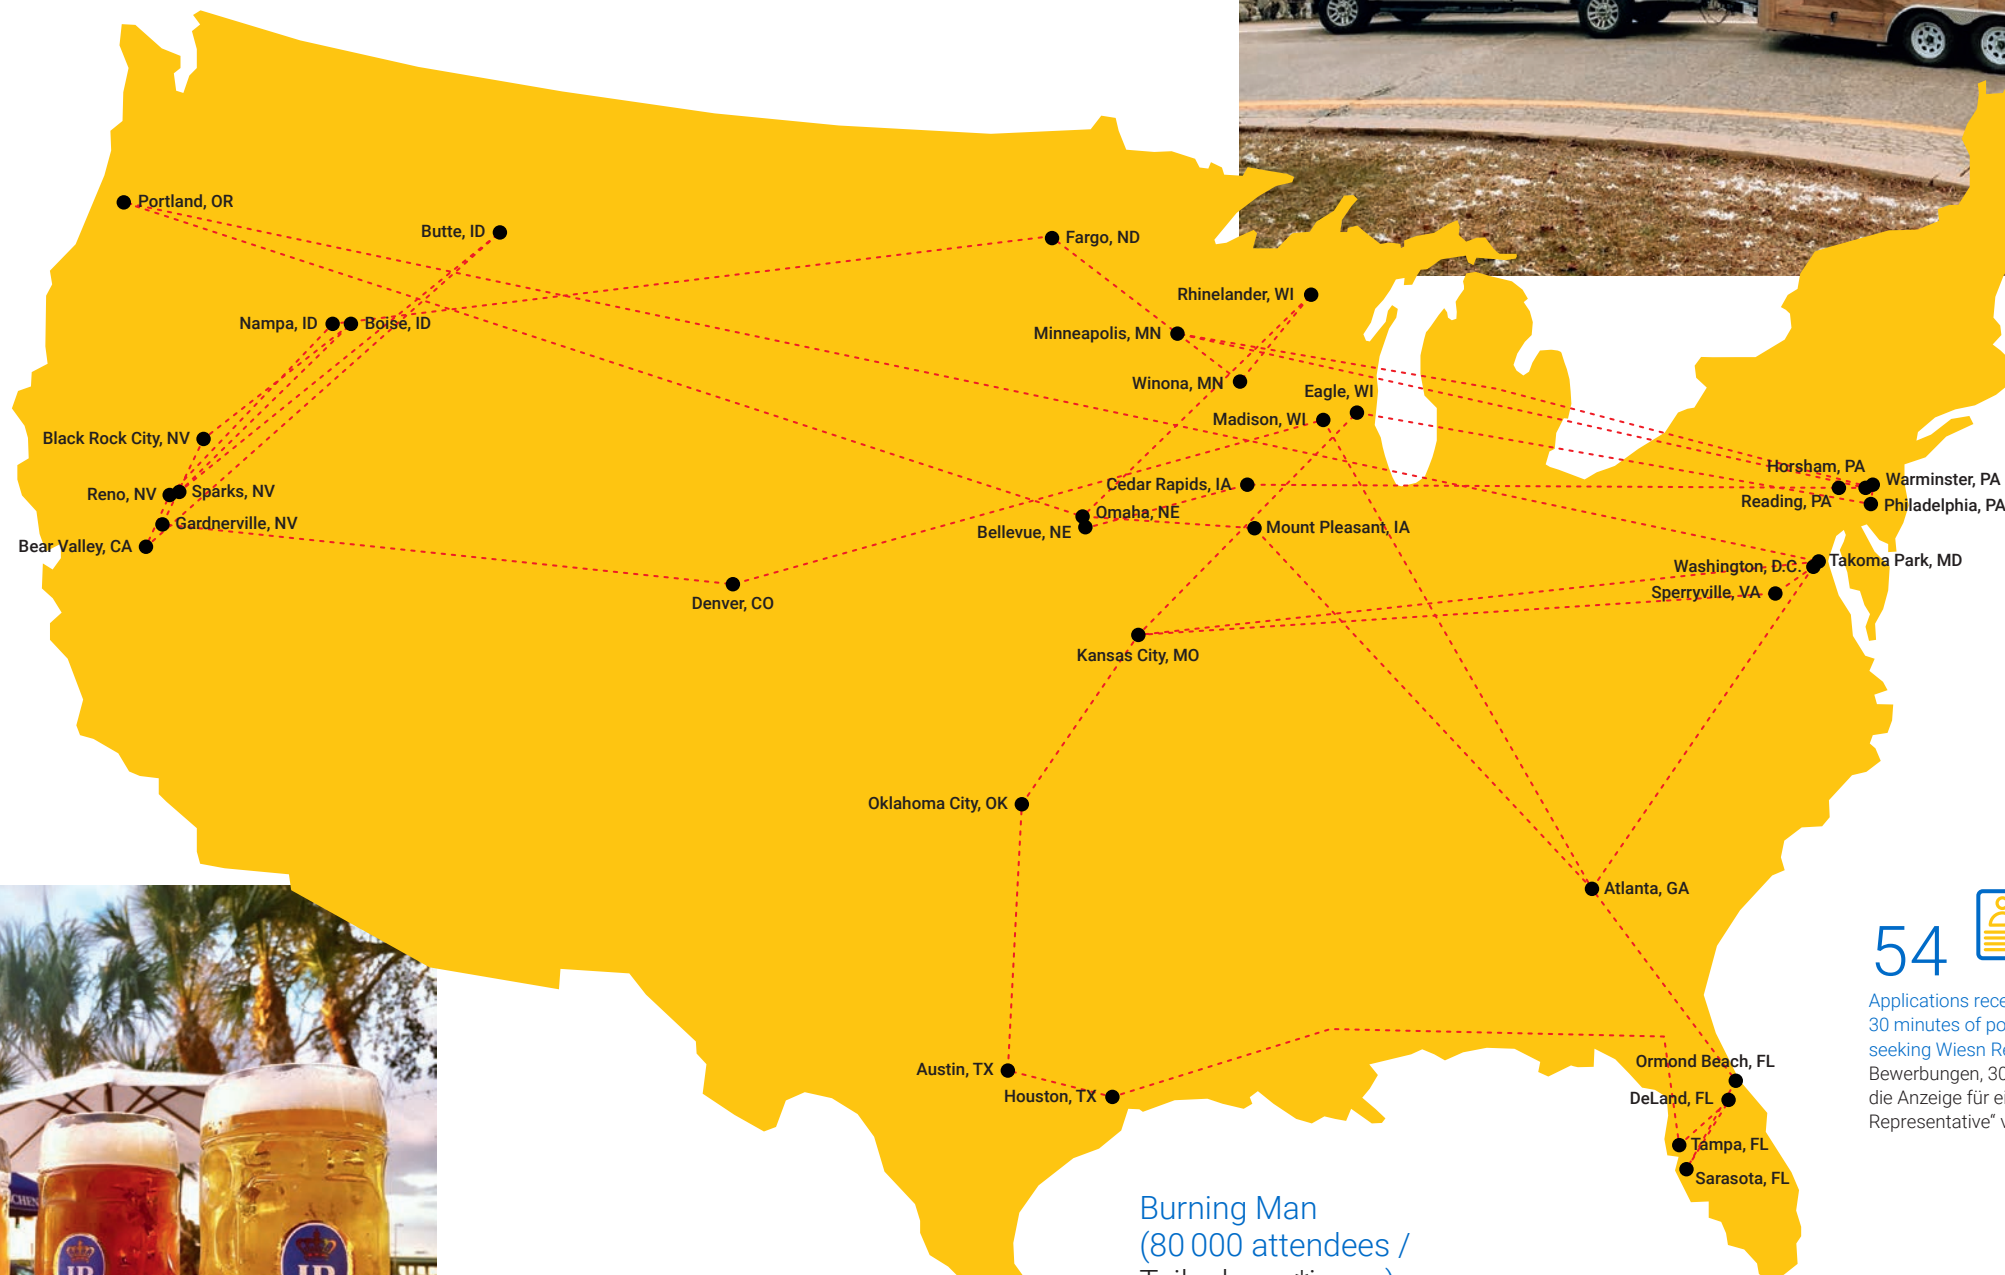 Portland, OR
Butte, ID
Fargo, ND
Rhinelander, WI
Nampa, ID
Boise, ID
Minneapolis, MN
Winona, MN
Eagle, WI
Madison, WI
Black Rock City, NV
Horsham, PA
Cedar Rapids, IA
Warminster, PA
Reno, NV
Sparks, NV
Reading, PA
Philadelphia, PA
Omaha, NE
Gardnerville, NV
Bellevue, NE
Mount Pleasant, IA
Bear Valley, CA
Washington, D.C.
Takoma Park, MD
Sperryville, VA
Denver, CO
Kansas City, MO
Oklahoma City, OK
Atlanta, GA
54
Applications rece
30 minutes of po
seeking Wiesn Re
Bewerbungen, 30
die Anzeige für ei
Representative“ v
Ormond Beach, FL
Austin, TX
Houston, TX
DeLand, FL
Tampa, FL
Sarasota, FL
Burning Man
(80 000 attendees /
HB
HB